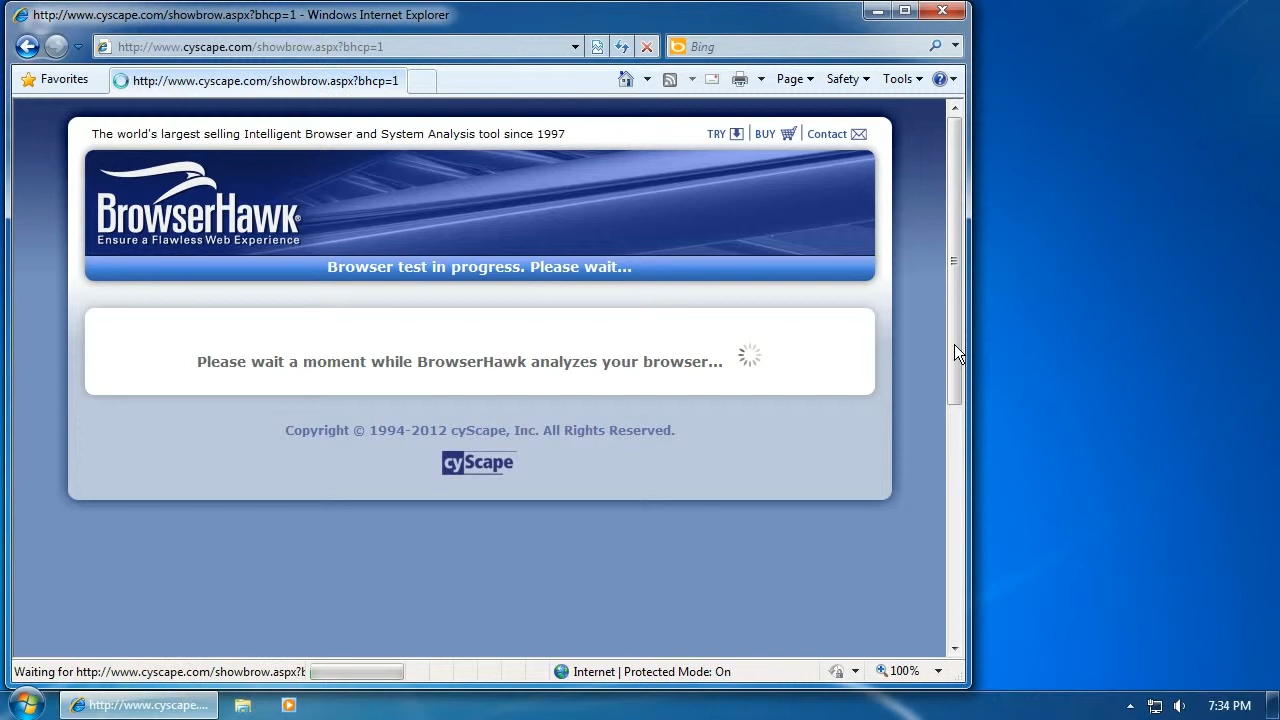 http://www.cyscape.com/showbrow.aspx?bhcp=1 - Windows Internet Explorer
http://www.cyscape.com/showbrow.aspx?bhcp=1
Bing
Favorites
http://www.cyscape.com/showbrow.aspx?bhcp=1
Page
Safety
Tools
The world's largest selling Intelligent Browser and System Analysis tool since 1997
TRY
BUY
Contact
BrowserHawk®
Ensure a Flawless Web Experience
Browser test in progress. Please wait...
Please wait a moment while BrowserHawk analyzes your browser...
Copyright © 1994-2012 cyScape, Inc. All Rights Reserved.
cyScape
Waiting for http://www.cyscape.com/showbrow.aspx?b
Internet | Protected Mode: On
100%
http://www.cyscape....
7:34 PM